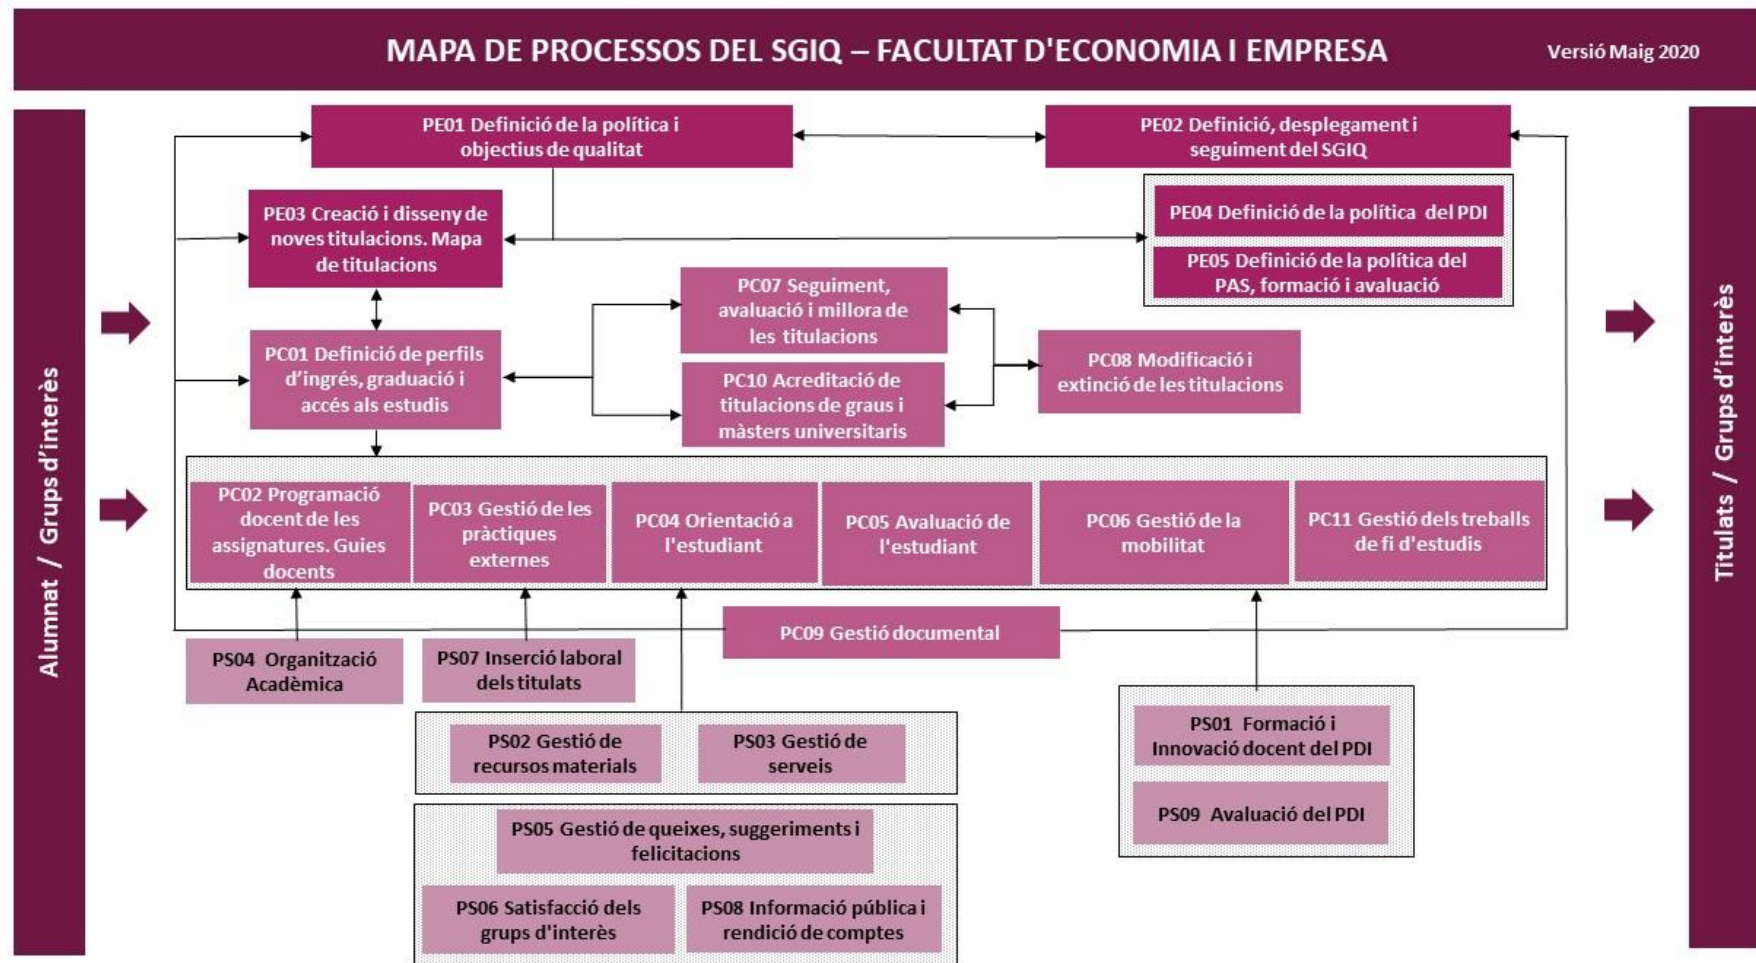 MAPA DE PROCESSOS DEL SGIQ – FACULTAT D'ECONOMIA I EMPRESA
Versió Maig 2020
Alumnat / Grups d'interès
PE01 Definició de la política i
objectius de qualitat
PE02 Definició, desplegament i
seguiment del SGIQ
PE03 Creació i disseny de
noves titulacions. Mapa
de titulacions
PE04 Definició de la política del PDI
PE05 Definició de la política del
PAS, formació i avaluació
PC07 Seguiment,
avaluació i millora de
les titulacions
PC01 Definició de perfils
d'ingrés, graduació i
accés als estudis
PC10 Acreditació de
titulacions de graus i
màsters universitaris
PC08 Modificació i
extinció de les titulacions
PC02 Programació
docent de les
assignatures. Guies
docents
PC03 Gestió de les
pràctiques
externes
PC04 Orientació a
l'estudiant
PC05 Avaluació de
l'estudiant
PC06 Gestió de la
mobilitat
PC11 Gestió dels treballs
de fi d'estudis
PC09 Gestió documental
PS04 Organització
Acadèmica
PS07 Inserció laboral
dels titulats
PS02 Gestió de
recursos materials
PS03 Gestió de
serveis
PS01 Formació i
Innovació docent del PDI
PS09 Avaluació del PDI
PS05 Gestió de queixes, suggeriments i
felicitacions
PS06 Satisfacció dels
grups d'interès
PS08 Informació pública i
rendició de comptes
Titulats / Grups d'interès